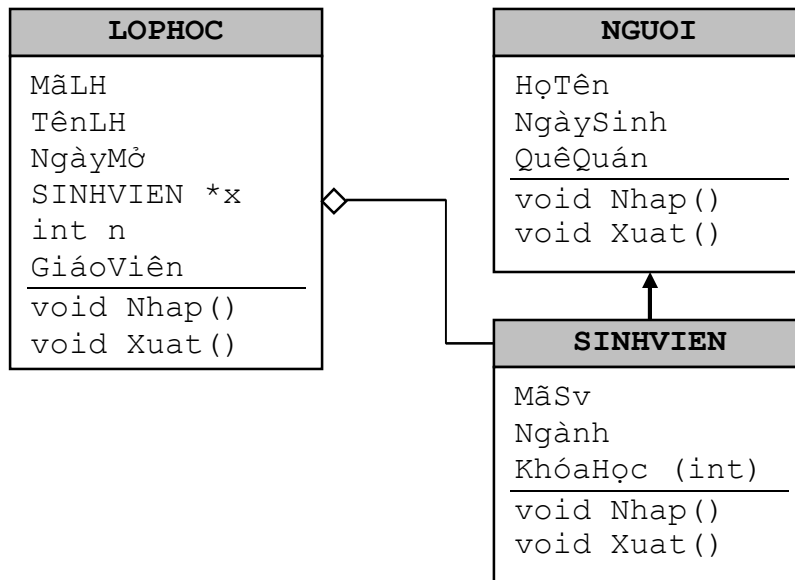 LOPHOC
MãLH
TênLH
NgàyMở
SINHVIEN *x
int n
GiáoViên
void Nhap()
void Xuat()
NGUOI
HọTên
NgàySinh
QuêQuán
void Nhap()
void Xuat()
SINHVIEN
MãSv
Ngành
KhóaHọc (int)
void Nhap()
void Xuat()